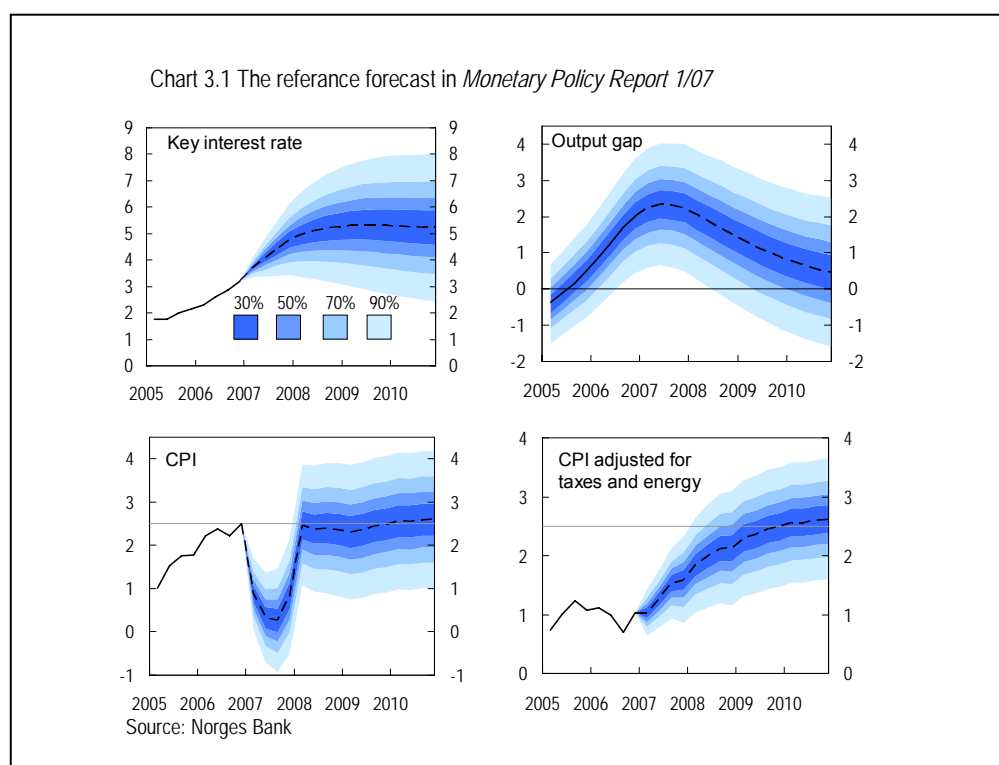 Chart 3.1 The referance forecast in Monetary Policy Report 1/07
Key interest rate
9 9
8 8
7 7
6 6
5 5
4 4
3 3
2 2
1 1
0 0
30% 50% 70% 90%
2005 2006 2007 2008 2009 2010
Output gap
4 4
3 3
2 2
1 1
0 0
-1 -1
-2 -2
2005 2006 2007 2008 2009 2010
CPI
4 4
3 3
2 2
1 1
0 0
-1 -1
2005 2006 2007 2008 2009 2010
CPI adjusted for
taxes and energy
4 4
3 3
2 2
1 1
0 0
2005 2006 2007 2008 2009 2010
Source: Norges Bank